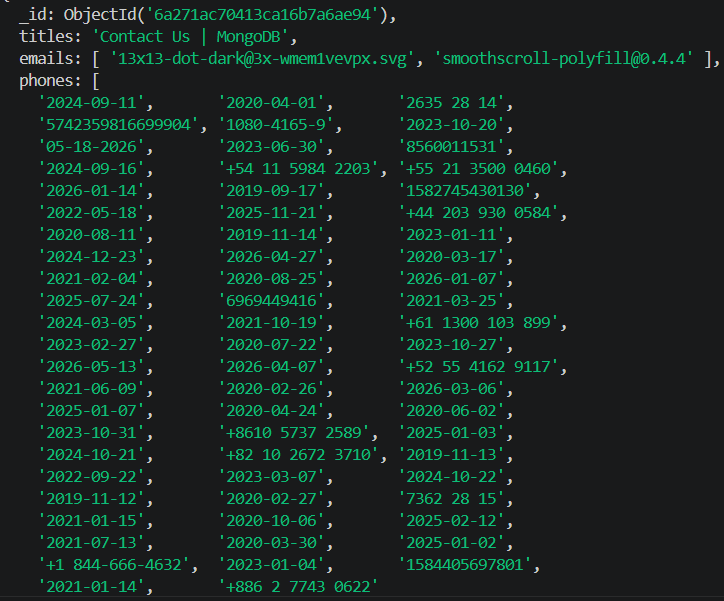 _id: ObjectId('6a271ac70413ca16b7a6ae94'),
titles: 'Contact Us | MongoDB',
emails: [ '13x13-dot-dark@3x-wmem1vevpx.svg', 'smoothscroll-polyfill@0.4.4' ],
phones: [
'2024-09-11', '2020-04-01', '2635 28 14',
'5742359816699904', '1080-4165-9', '2023-10-20',
'05-18-2026', '2023-06-30', '8560011531',
'2024-09-16', '+54 11 5984 2203', '+55 21 3500 0460',
'2026-01-14', '2019-09-17', '1582745430130',
'2022-05-18', '2025-11-21', '+44 203 930 0584',
'2020-08-11', '2019-11-14', '2023-01-11',
'2024-12-23', '2026-04-27', '2020-03-17',
'2021-02-04', '2020-08-25', '2026-01-07',
'2025-07-24', '6969449416', '2021-03-25',
'2024-03-05', '2021-10-19', '+61 1300 103 899',
'2023-02-27', '2020-07-22', '2023-10-27',
'2026-05-13', '2026-04-07', '+52 55 4162 9117',
'2021-06-09', '2020-02-26', '2026-03-06',
'2025-01-07', '2020-04-24', '2020-06-02',
'2023-10-31', '+8610 5737 2589', '2025-01-03',
'2024-10-21', '+82 10 2672 3710', '2019-11-13',
'2022-09-22', '2023-03-07', '2024-10-22',
'2019-11-12', '2020-02-27', '7362 28 15',
'2021-01-15', '2020-10-06', '2025-02-12',
'2021-07-13', '2020-03-30', '2025-01-02',
'+1 844-666-4632', '2023-01-04', '1584405697801',
'2021-01-14', '+886 2 7743 0622'